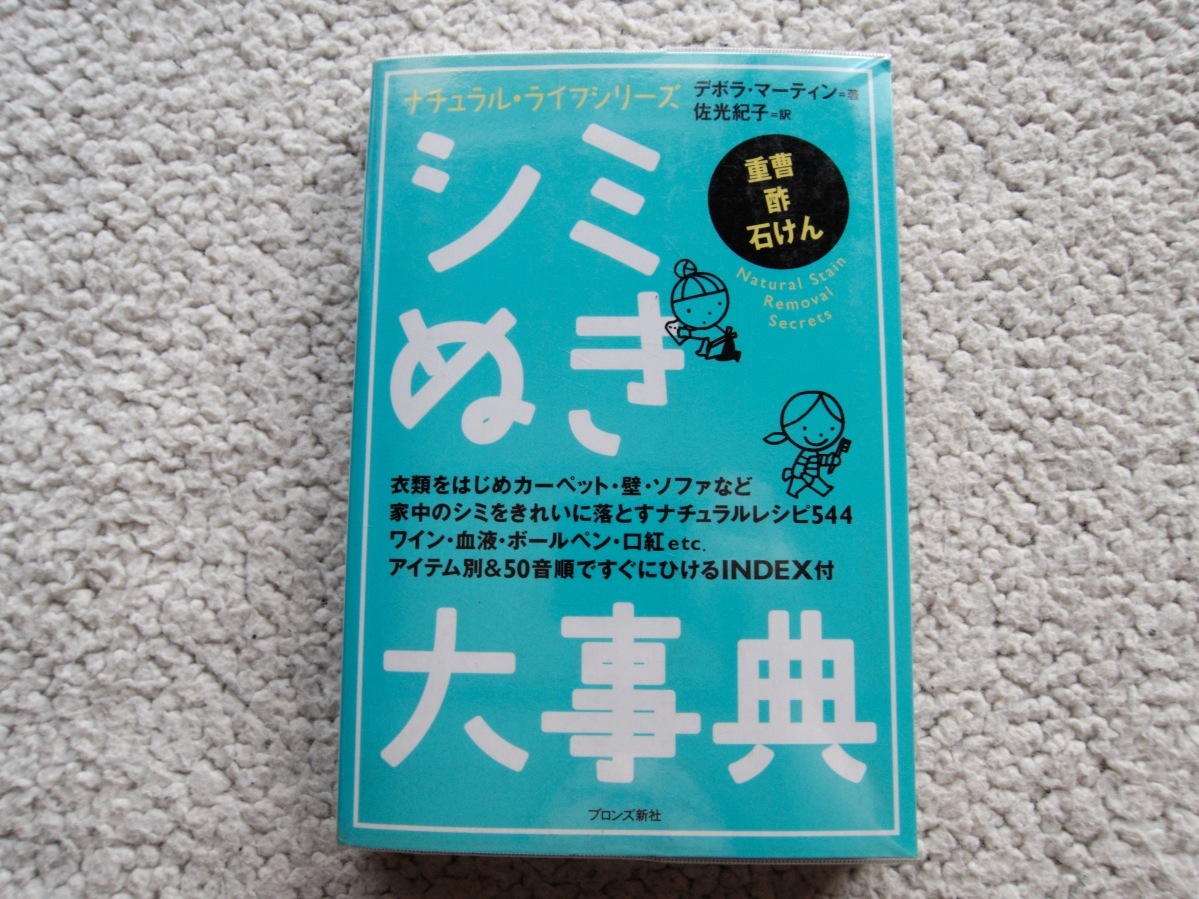 ナチュラル・ライフシリーズ
デボラ・マーティン=著
佐光紀子=訳
シミ
ぬき
重曹
酢
石けん
Natural Stain
Removal
Secrets
衣類をはじめカーペット・壁・ソファなど
家中のシミをきれいに落とすナチュラルレシピ544
ワイン・血液・ボールペン・口紅etc.
アイテム別&50音順ですぐにひけるINDEX付
大事典
ブロンズ新社